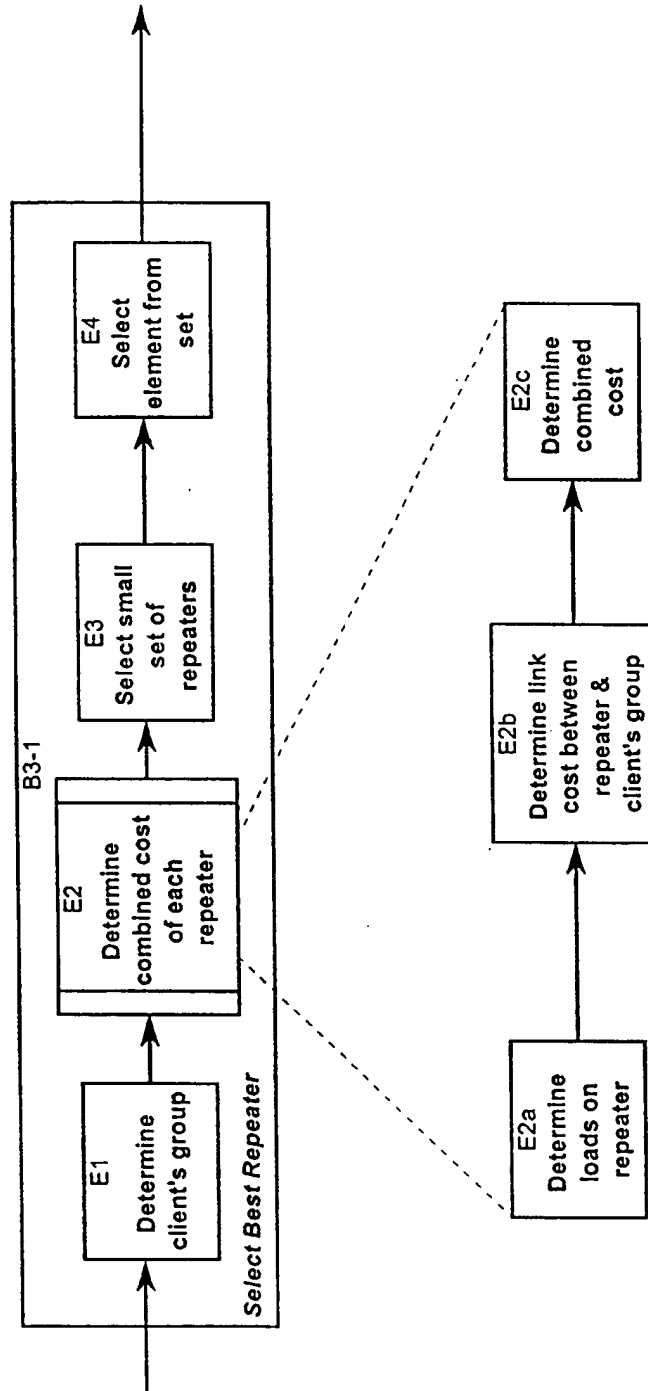 B3-1
E1
Determine
client's group
E2
Determine
combined cost
of each
repeater
E3
Select small
set of
repeaters
E4
Select
element from
set
Select Best Repeater
E2a
Determine
loads on
repeater
E2b
Determine link
cost between
repeater &
client's group
E2c
Determine
combined
cost